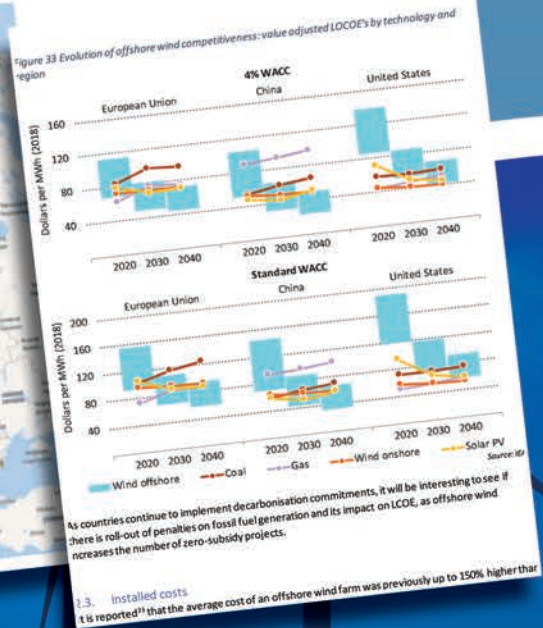 Figure 33 Evolution of offshore wind competitiveness: value adjusted LOCOE's by technology and
region
4% WACC
European Union
China
United States
Dollars per MWh (2018)
160
120
80
40
2020 2030 2040
2020 2030 2040
2020 2030 2040
Standard WACC
European Union
China
United States
Dollars per MWh (2018)
200
160
120
80
40
2020 2030 2040
2020 2030 2040
2020 2030 2040
Wind offshore
Coal
Gas
Wind onshore
Solar PV
Source: IEA
As countries continue to implement decarbonisation commitments, it will be interesting to see if
there is roll-out of penalties on fossil fuel generation and its impact on LCOE, as offshore wind
ncreases the number of zero-subsidy projects.
2.3. Installed costs
t is reported that the average cost of an offshore wind farm was previously up to 150% higher than